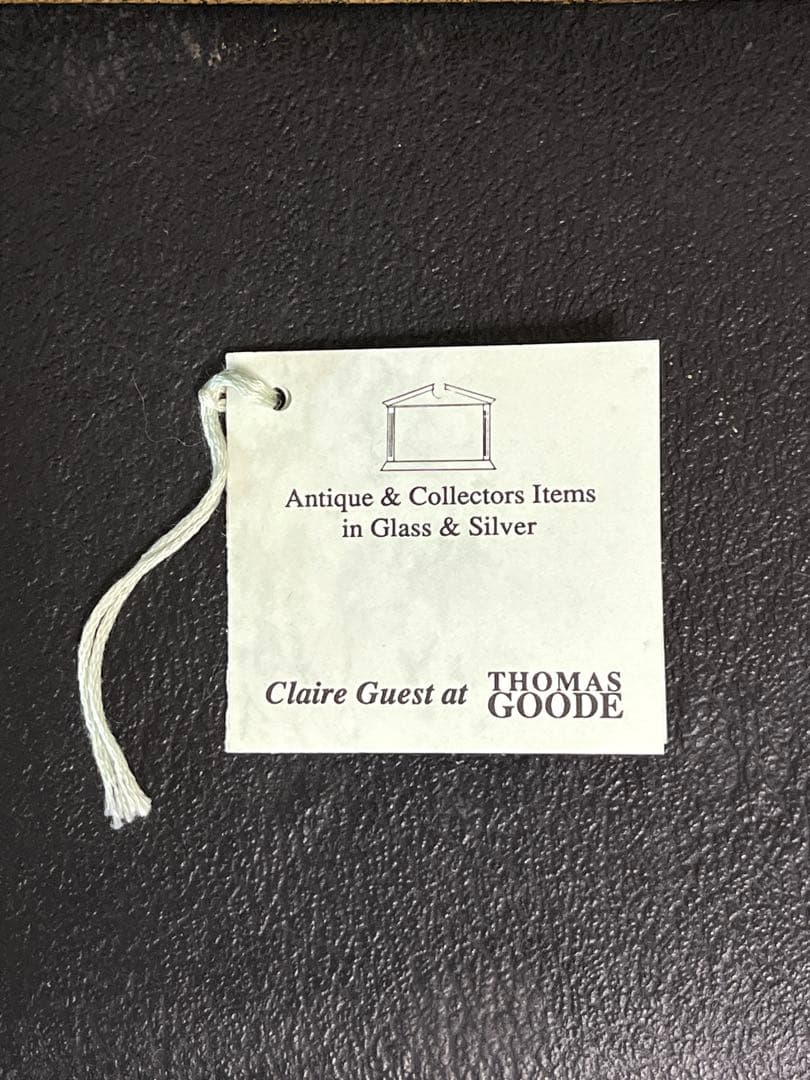 Antique & Collectors Items
in Glass & Silver
Claire Guest at THOMAS
GOODE